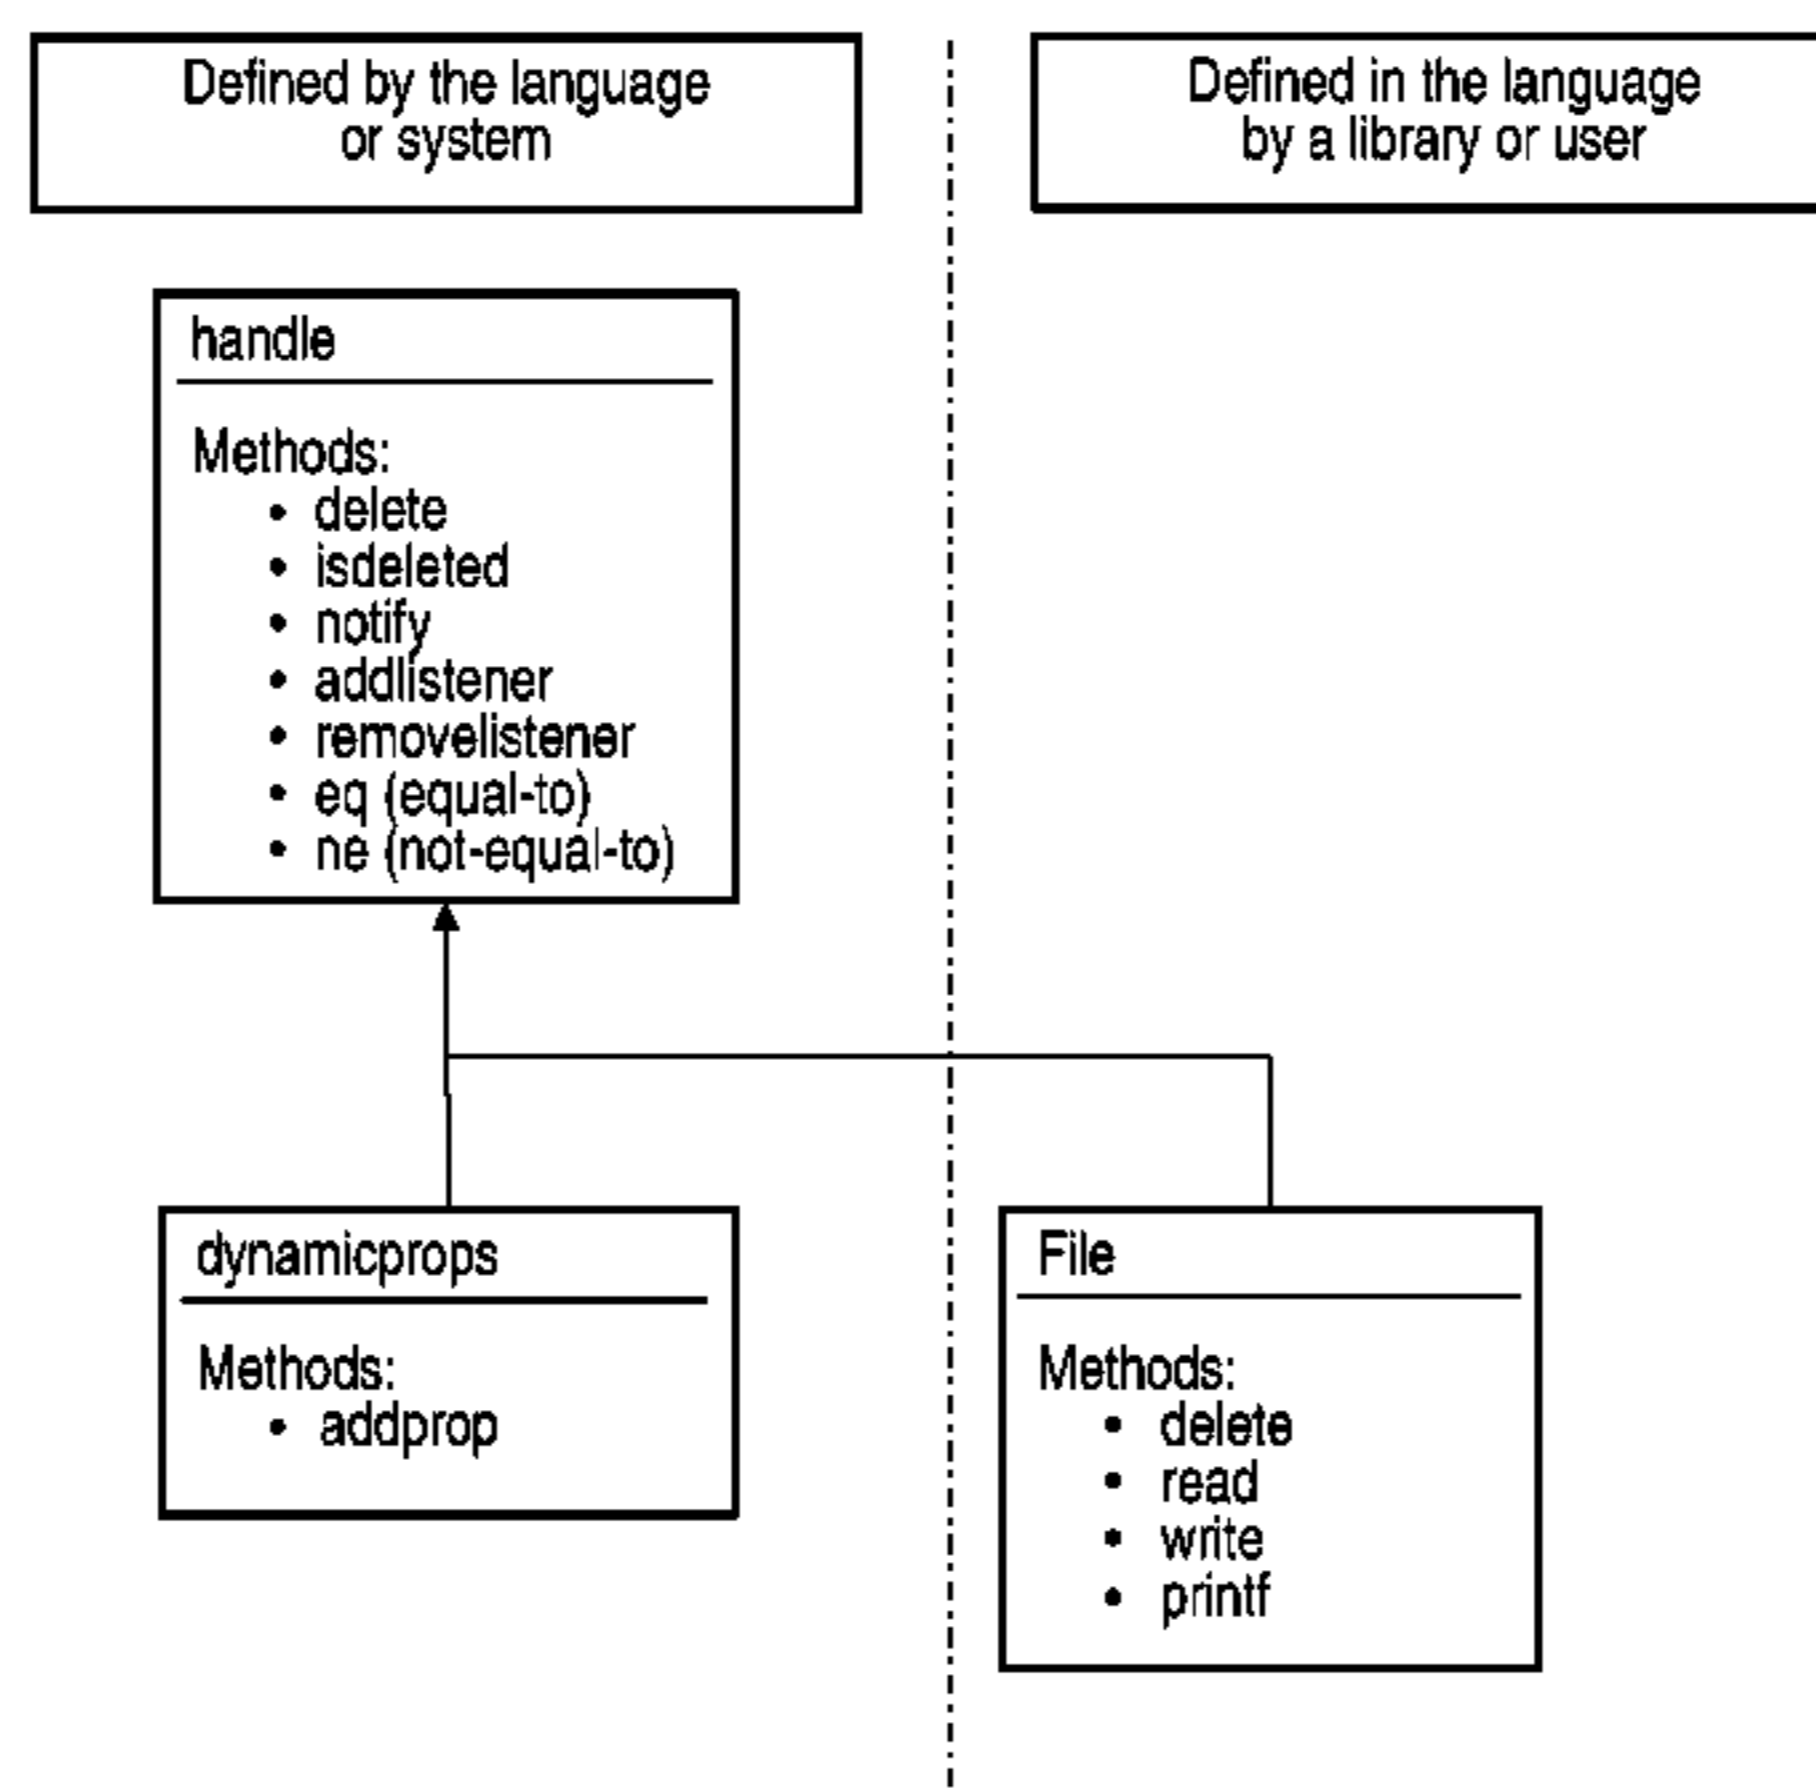 Defined by the language
or system
Defined in the language
by a library or user
handle
Methods:
• delete
• isdeleted
• notify
• addlistener
• removelistener
• eq (equal-to)
• ne (not-equal-to)
dynamicprops
Methods:
• addprop
File
Methods:
• delete
• read
• write
• printf